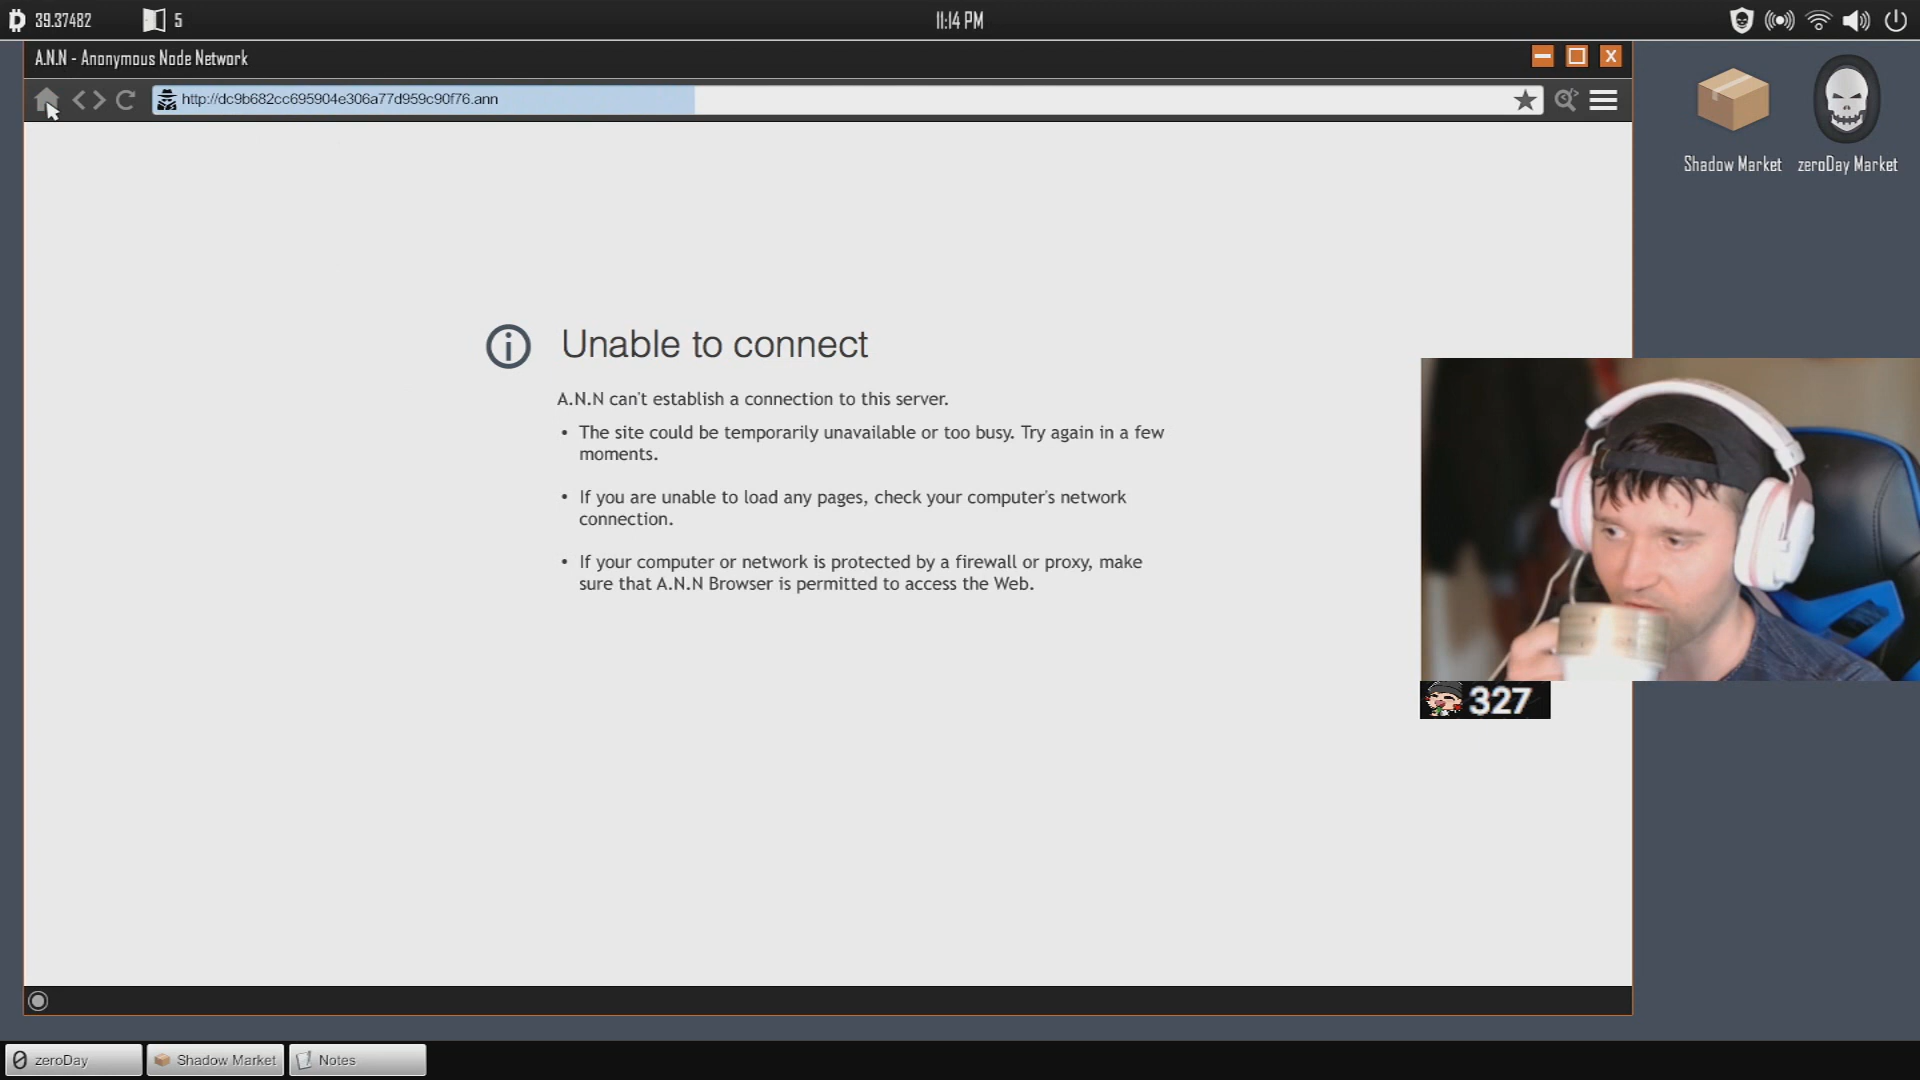 39.37482
5
11:14 PM
A.N.N - Anonymous Node Network
http://dc9b682cc695904e306a77d959c90f76.ann
Shadow Market
zeroDay Market
Unable to connect
A.N.N can't establish a connection to this server.
• The site could be temporarily unavailable or too busy. Try again in a few
moments.
• If you are unable to load any pages, check your computer's network
connection.
• If your computer or network is protected by a firewall or proxy, make
sure that A.N.N Browser is permitted to access the Web.
327
zeroDay
Shadow Market
Notes